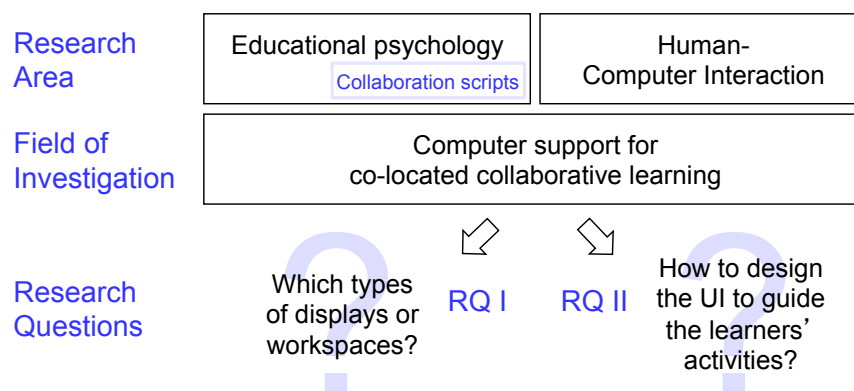 Research
Area
Educational psychology
Collaboration scripts
Human-
Computer Interaction
Field of
Investigation
Computer support for
co-located collaborative learning
Research
Questions
?
Which types
of displays or
workspaces?
RQ I
RQ II
?
How to design
the UI to guide
the learners’
activities?